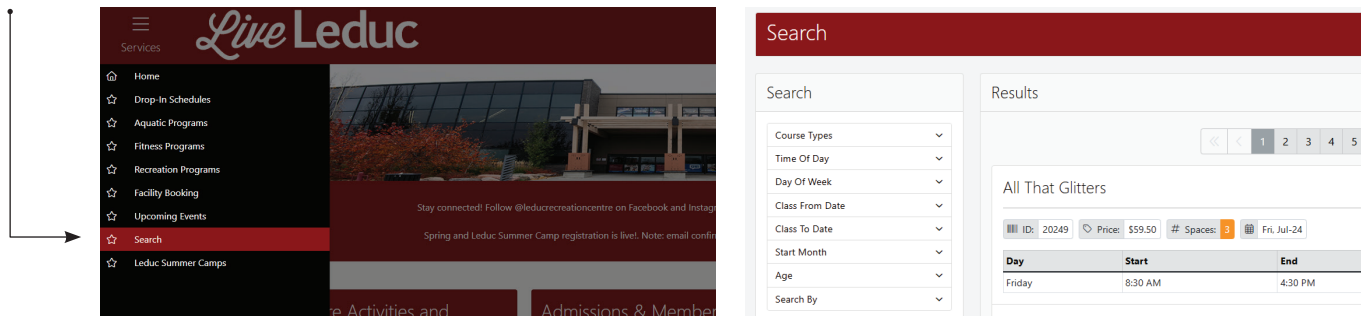 Services
Live Leduc
Home
Drop-In Schedules
Aquatic Programs
Fitness Programs
Recreation Programs
Facility Booking
Upcoming Events
Search
Leduc Summer Camps
Stay connected! Follow @leducrecreationcentre on Facebook and
Spring and Leduc Summer Camp registration is live!. Note: email
Activities and
Admissions &
Search
Search
Course Types
Time Of Day
Day Of Week
Class From Date
Class To Date
Start Month
Age
Search By
Results
« < 1 2 3 4 5
All That Glitters
ID: 20249 Price: $59.50 # Spaces: 3 Fri, Jul-24
Day Start End
Friday 8:30 AM 4:30 PM